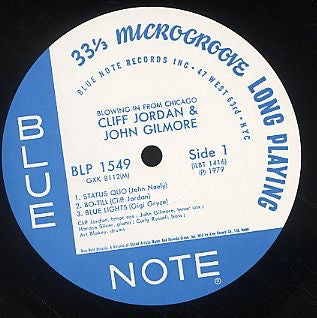 33⅓ MICROGROOVE LONG PLAYING
BLUE NOTE RECORDS INC · 47 WEST 63rd · NYC
BLOWING IN FROM CHICAGO
CLIFF JORDAN &
JOHN GILMORE
BLP 1549
Side 1
GXK 8112(M)
(LBT 1416)
Ⓟ 1979
1. STATUS QUO (John Neely)
2. BO-TILL (Cliff Jordan)
3. BLUE LIGHTS (Gigi Gryce)
Cliff Jordan, tenor sax ; John Gilmore, tenor sax ;
Horace Silver, piano ; Curly Russell, bass ;
Art Blakey, drums.
BLUE
NOTE®